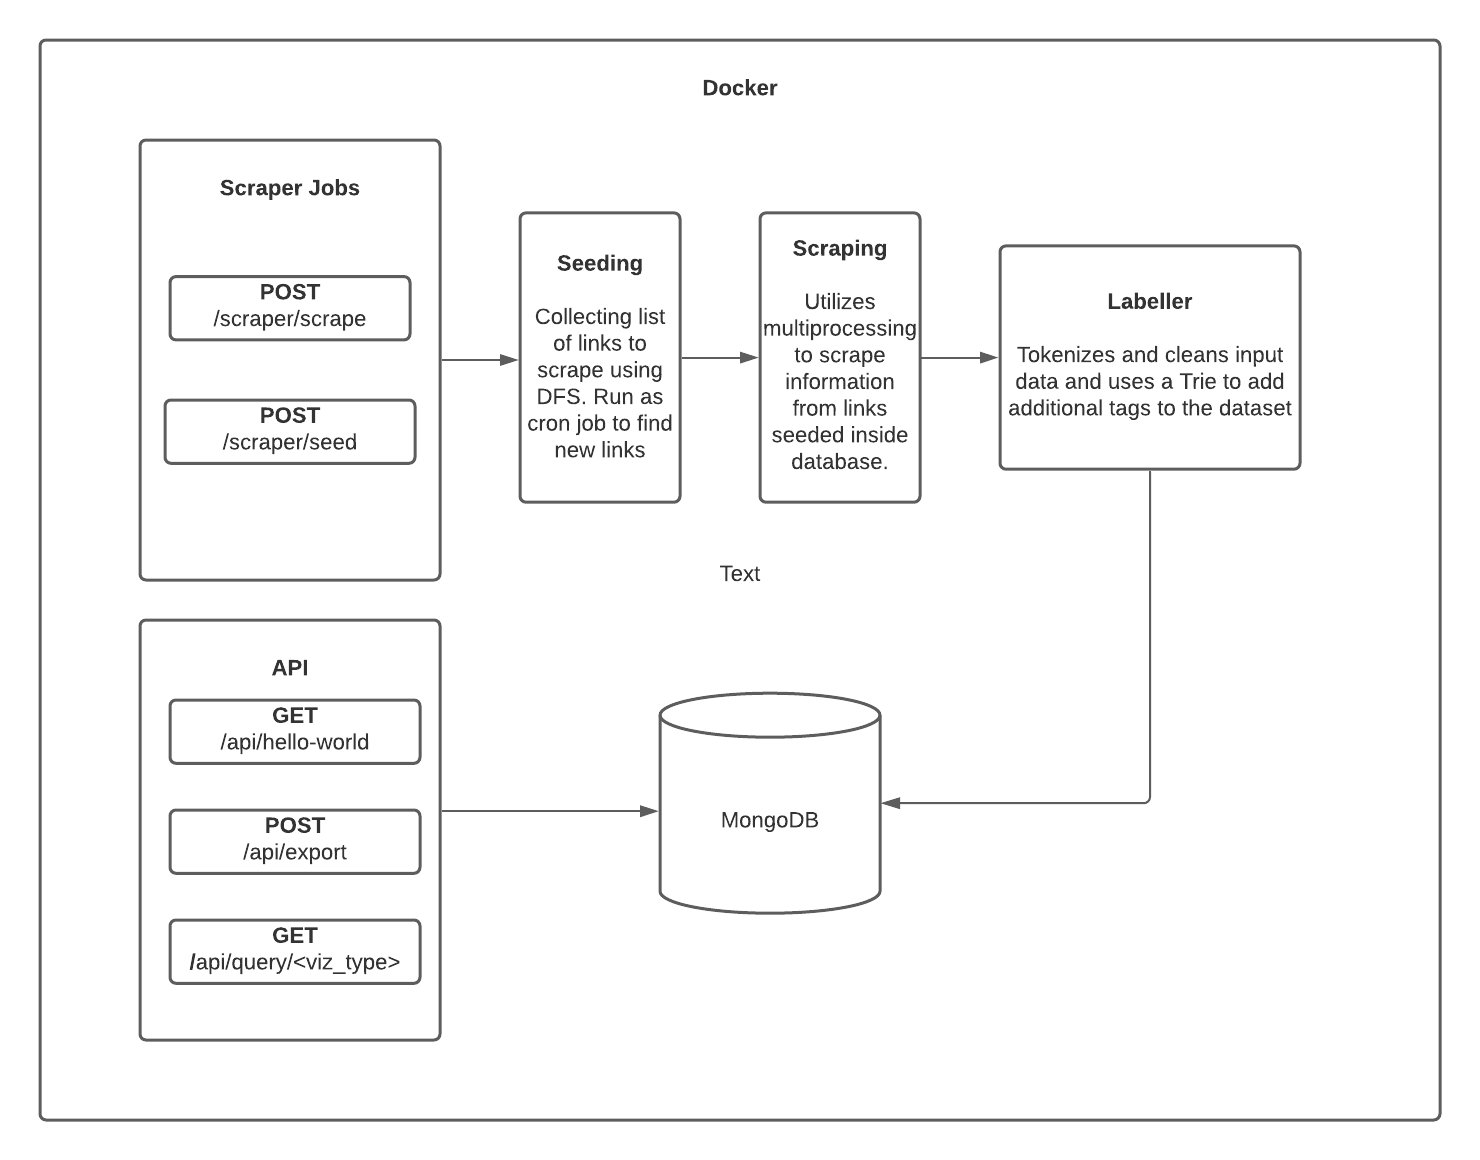 Docker
Scraper Jobs
POST
/scraper/scrape
POST
/scraper/seed
Seeding
Collecting list
of links to
scrape using
DFS. Run as
cron job to find
new links
Scraping
Utilizes
multiprocessing
to scrape
information
from links
seeded inside
database.
Labeller
Tokenizes and cleans input
data and uses a Trie to add
additional tags to the dataset
Text
API
GET
/api/hello-world
POST
/api/export
GET
/api/query/<viz_type>
MongoDB